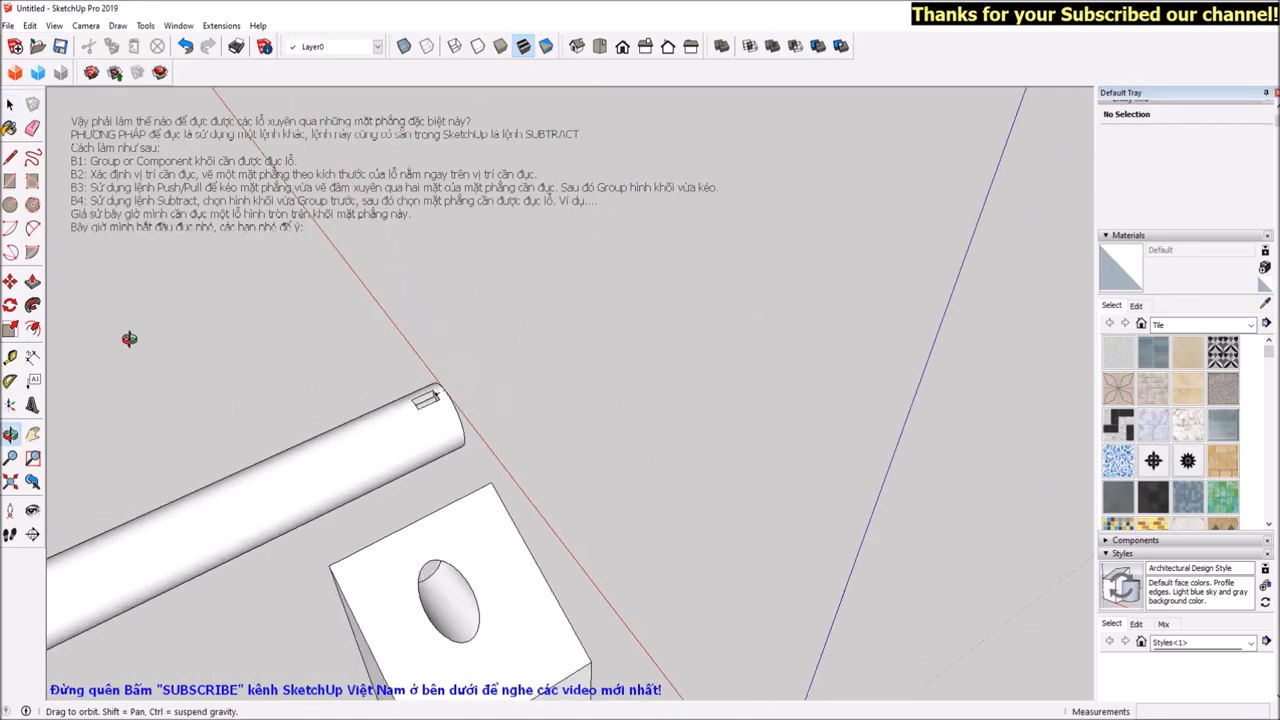 Untitled - SketchUp Pro 2019
Thanks for your Subscribed our channel!
File Edit View Camera Draw Tools Window Extensions Help
Layer0
Default Tray
No Selection
Vậy phải làm thế nào để đục được các lỗ xuyên qua những mặt phẳng cong này?
PHƯƠNG PHÁP để đục là sử dụng một lệnh khác, lệnh này cũng có sẵn trong SketchUp là lệnh SUBTRACT.
Cách làm như sau:
B1: Group or Component khối cần được đục lỗ.
B2: Xác định vị trí cần đục, vẽ một mặt phẳng theo kích thước của lỗ nằm ngay trên vị trí cần đục.
B3: Sử dụng lệnh Push/Pull để kéo mặt phẳng vừa vẽ đâm xuyên qua hai mặt của mặt phẳng cần đục. Sau đó Group hình khối vừa kéo.
B4: Sử dụng lệnh Subtract, chọn hình khối vừa Group trước, sau đó chọn mặt phẳng cần được đục lỗ. Ví dụ....
Giả sử bây giờ mình cần đục một lỗ hình tròn trên khối mặt phẳng này.
Bây giờ mình bắt đầu đục nhé, các bạn nhớ để ý:
Materials
Default
Select Edit
Tile
Components
Styles
Architectural Design Style
Default face colors. Profile
edges. Light blue sky and gray
background color.
Select Edit Mix
Styles<1>
Đừng quên Bấm "SUBSCRIBE" kênh SketchUp Việt Nam ở bên dưới để nghe các video mới nhất!
Drag to orbit. Shift = Pan, Ctrl = suspend gravity.
Measurements